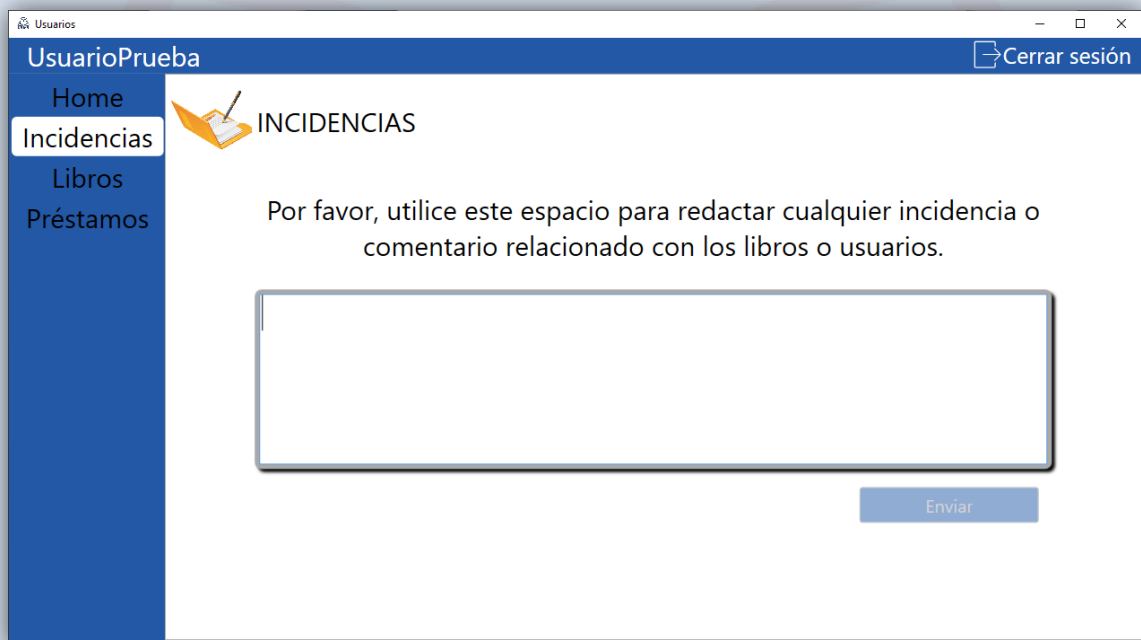 Usuarios
UsuarioPrueba
Cerrar sesión
Home
Incidencias
Libros
Préstamos
INCIDENCIAS
Por favor, utilice este espacio para redactar cualquier incidencia o
comentario relacionado con los libros o usuarios.
Enviar